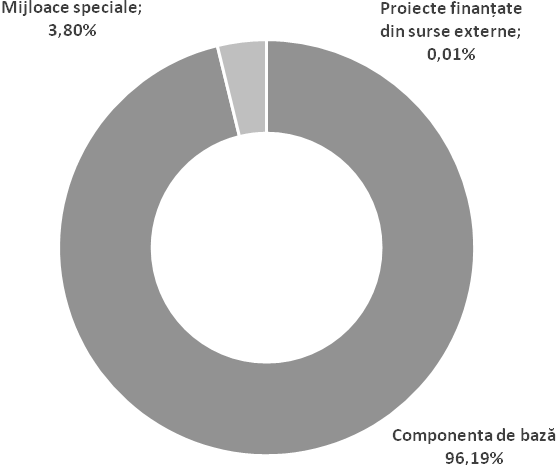 Mijloace speciale;
3,80%
Proiecte finanțate
din surse externe;
0,01%
Componenta de bază
96,19%